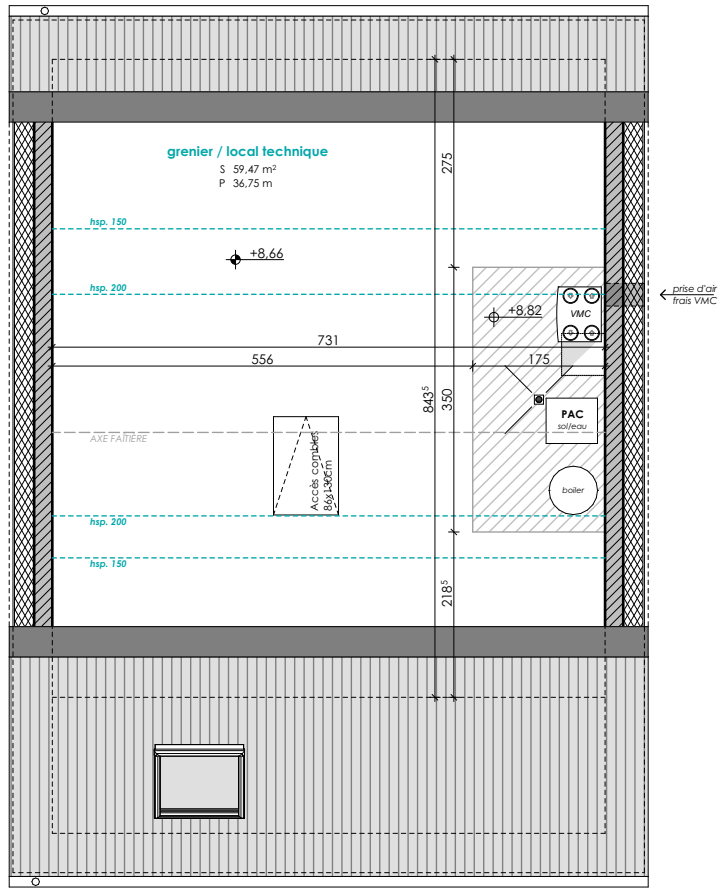 grenier / local technique
S 59,47 m²
P 36,75 m
275
hsp. 150
+8,66
hsp. 200
prise d'air
frais VMC
VMC
+8,82
731
556
175
843⁵
350
PAC
sol/eau
AXE FAÎTIÈRE
Accès combles
86x130cm
boiler
hsp. 200
hsp. 150
218⁵